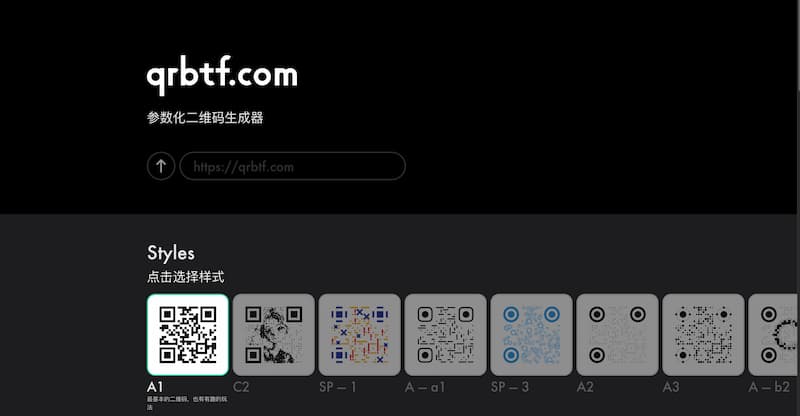 qrbtf.com
参数化二维码生成器
https://qrbtf.com
Styles
点击选择样式
A1
C2
SP – 1
A – a1
SP – 3
A2
A3
A – b2
最基本的二维码，也有有趣的玩
法